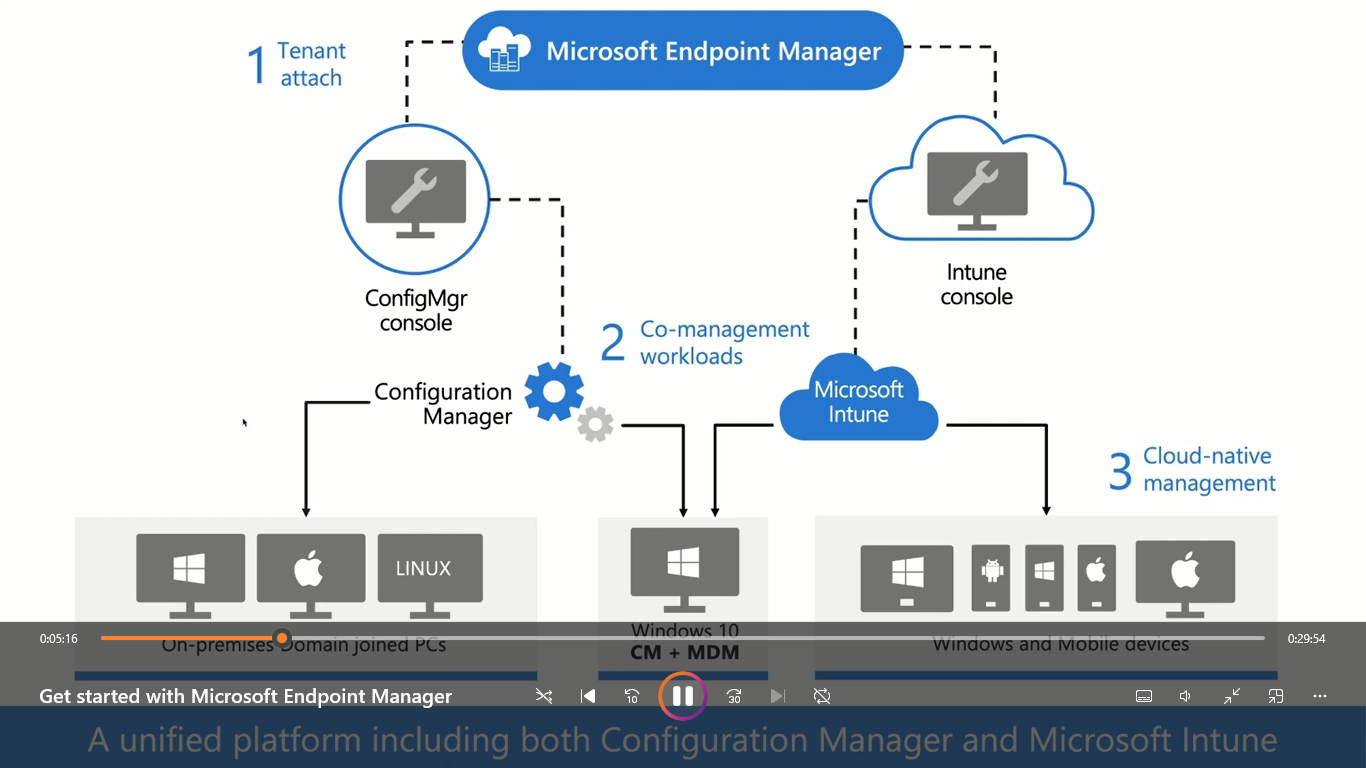 Microsoft Endpoint Manager
1 Tenant
attach
ConfigMgr
console
Intune
console
2 Co-management
workloads
Configuration
Manager
Microsoft
Intune
3 Cloud-native
management
LINUX
On-premises Domain joined PCs
Windows 10
CM + MDM
Windows and Mobile devices
0:05:16
0:29:54
Get started with Microsoft Endpoint Manager
10
30
A unified platform including both Configuration Manager and Microsoft Intune